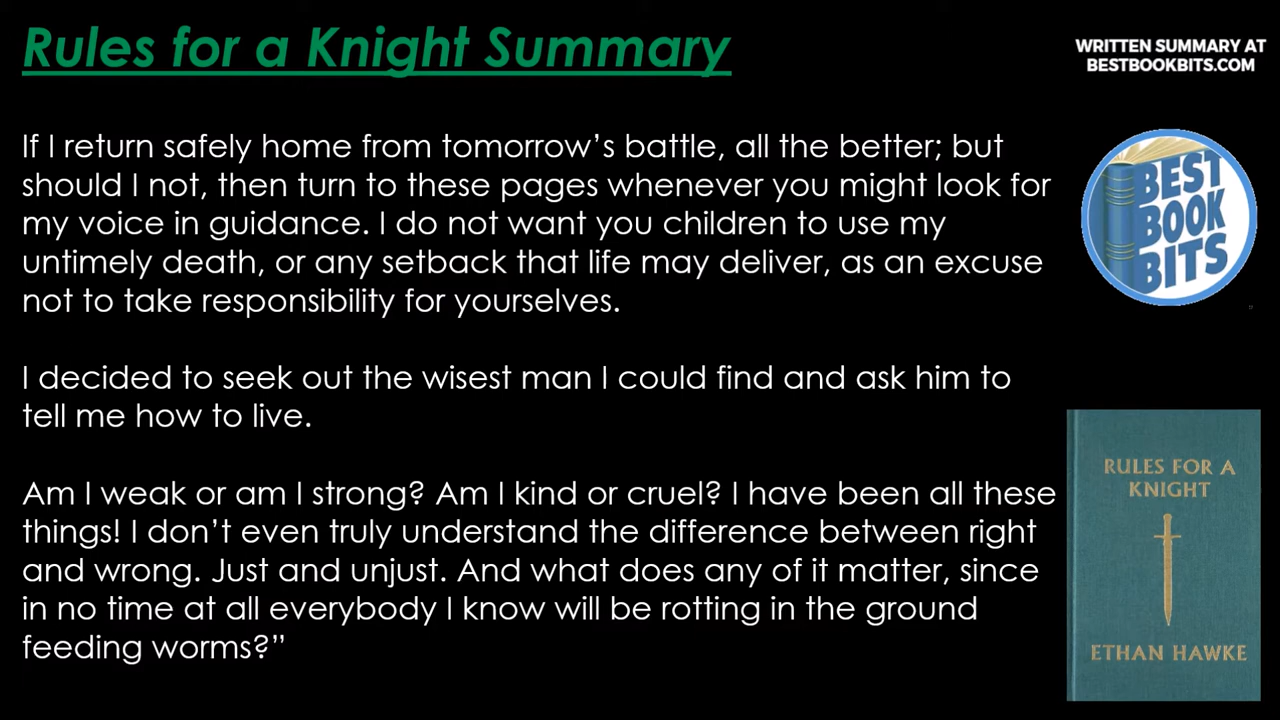 Rules for a Knight Summary
WRITTEN SUMMARY AT
BESTBOOKBITS.COM
If I return safely home from tomorrow’s battle, all the better; but
should I not, then turn to these pages whenever you might look for
my voice in guidance. I do not want you children to use my
untimely death, or any setback that life may deliver, as an excuse
not to take responsibility for yourselves.
I decided to seek out the wisest man I could find and ask him to
tell me how to live.
Am I weak or am I strong? Am I kind or cruel? I have been all these
things! I don’t even truly understand the difference between right
and wrong. Just and unjust. And what does any of it matter, since
in no time at all everybody I know will be rotting in the ground
feeding worms?”
BEST
BOOK
BITS
RULES FOR A
KNIGHT
ETHAN HAWKE